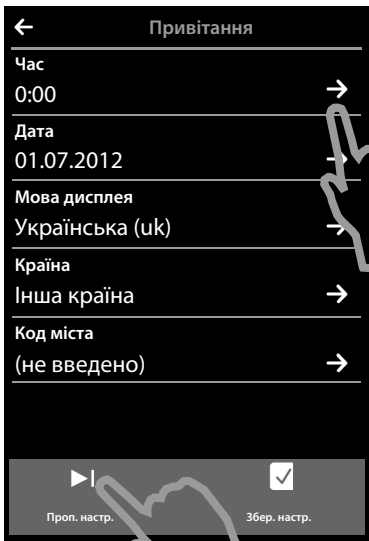 Привітання
Час
0:00
Дата
01.07.2012
Мова дисплея
Українська (uk)
Країна
Інша країна
Код міста
(не введено)
Проп. настр.
Збер. настр.